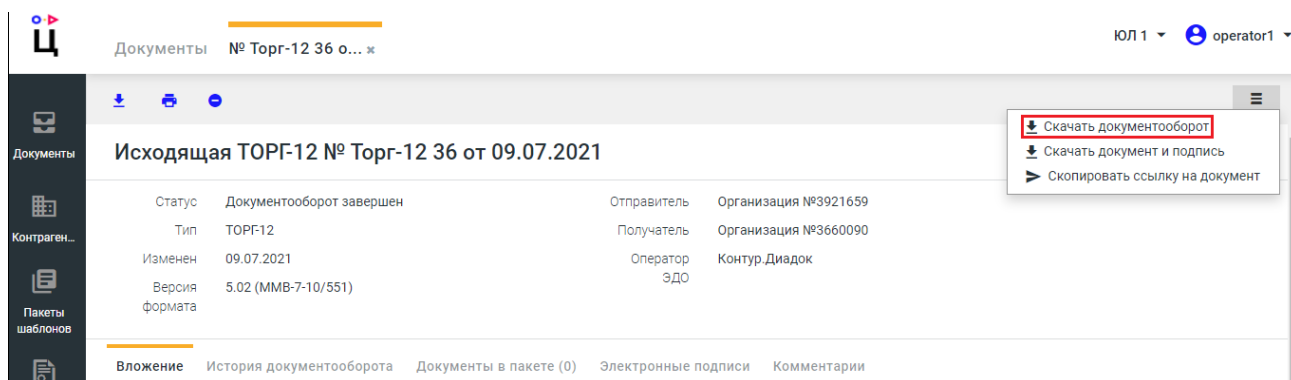 Ц
Документы № Торг-12 36 о... × ЮЛ 1 operator1
Документы
Контраген...
Пакеты
шаблонов
Скачать документооборот
Скачать документ и подпись
Скопировать ссылку на документ
Исходящая ТОРГ-12 № Торг-12 36 от 09.07.2021
Статус Документооборот завершен
Тип ТОРГ-12
Изменен 09.07.2021
Версия формата 5.02 (ММВ-7-10/551)
Отправитель Организация №3921659
Получатель Организация №3660090
Оператор ЭДО Контур.Диадок
Вложение История документооборота Документы в пакете (0) Электронные подписи Комментарии